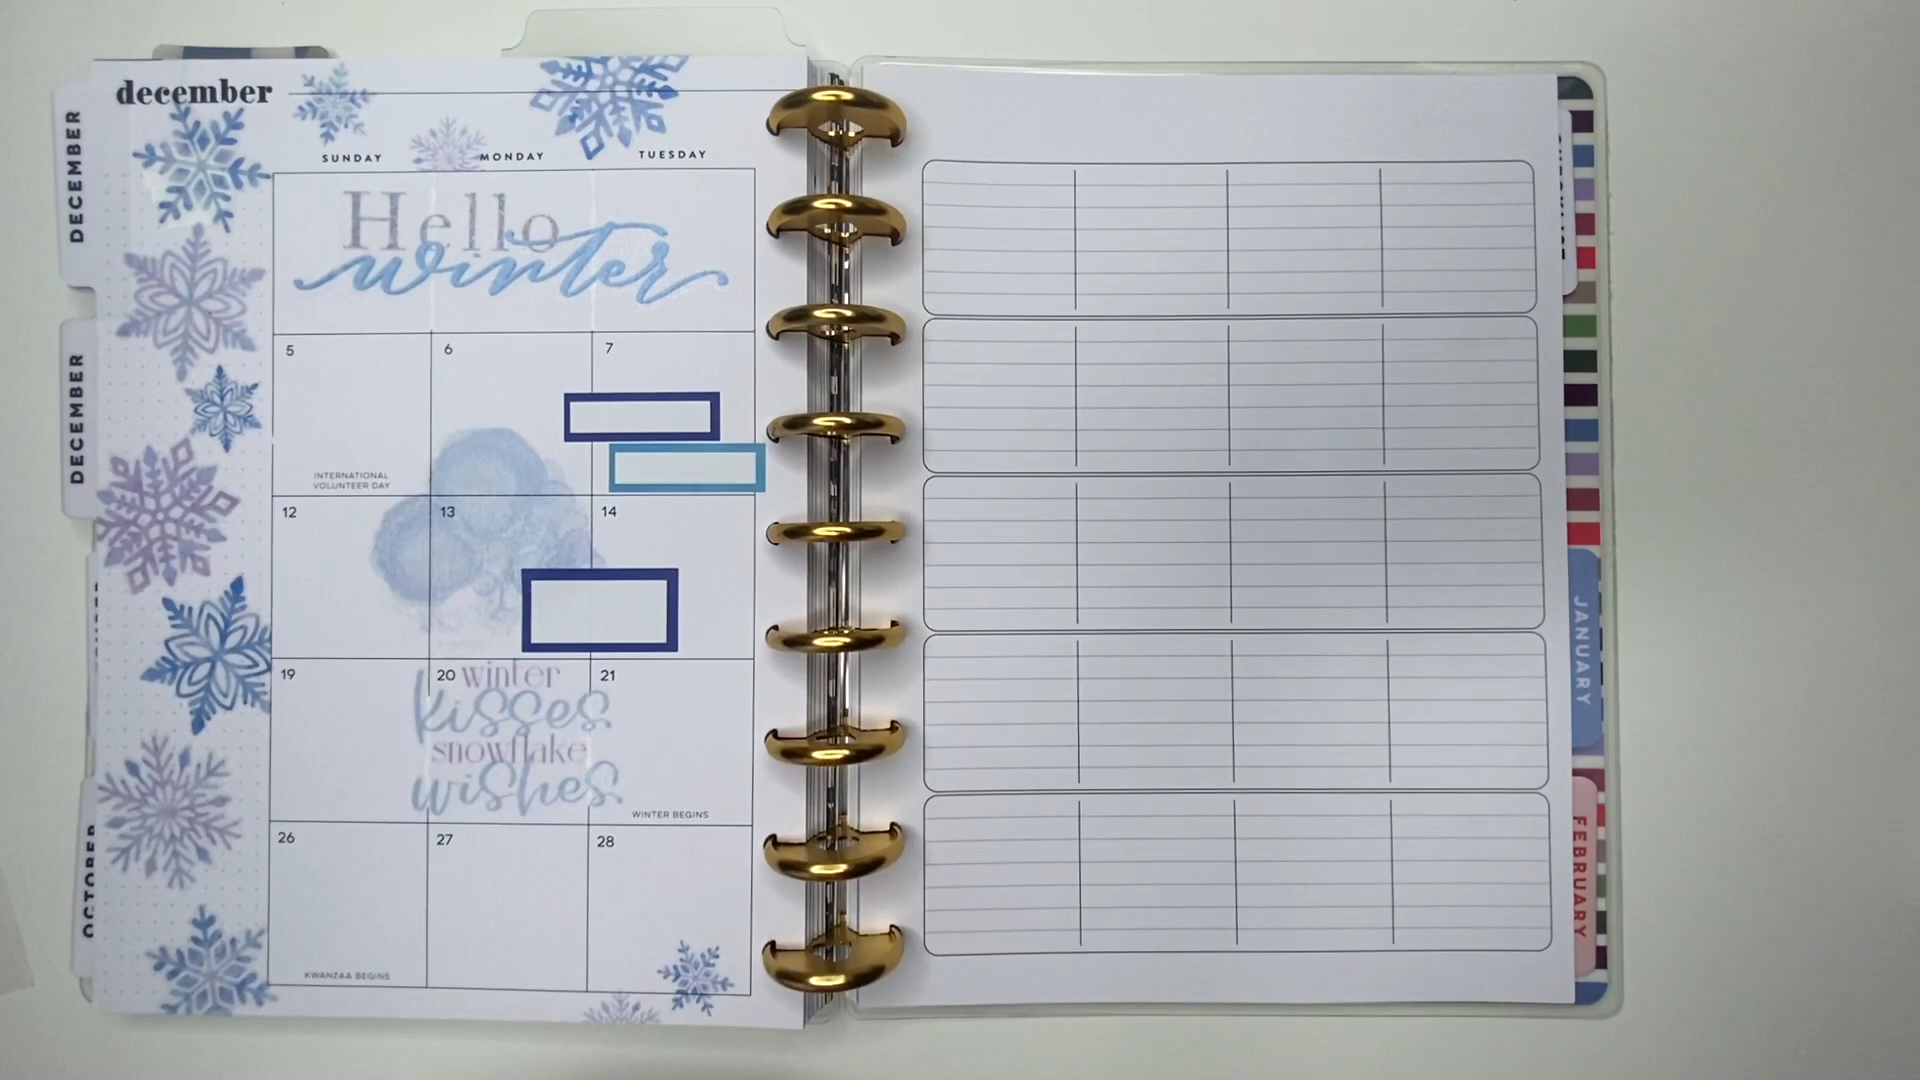 december
SUNDAY MONDAY TUESDAY
Hello
winter
5 6 7
INTERNATIONAL
VOLUNTEER DAY
12 13 14
19 20 21
winter
kisses
snowflake
wishes
WINTER BEGINS
26 27 28
KWANZAA BEGINS
DECEMBER
DECEMBER
OCTOBER
JANUARY
FEBRUARY